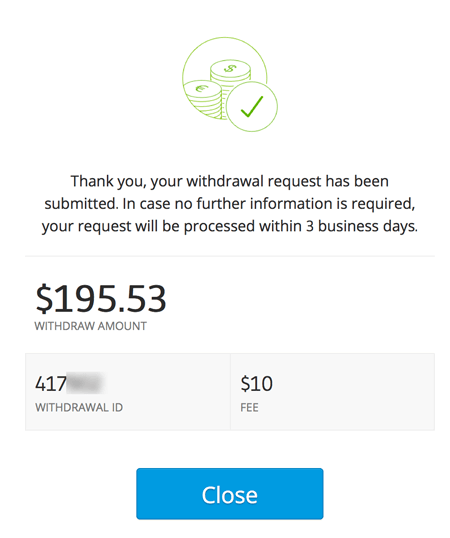 Thank you, your withdrawal request has been
submitted. In case no further information is required,
your request will be processed within 3 business days.
$195.53
WITHDRAW AMOUNT
417
WITHDRAWAL ID
$10
FEE
Close